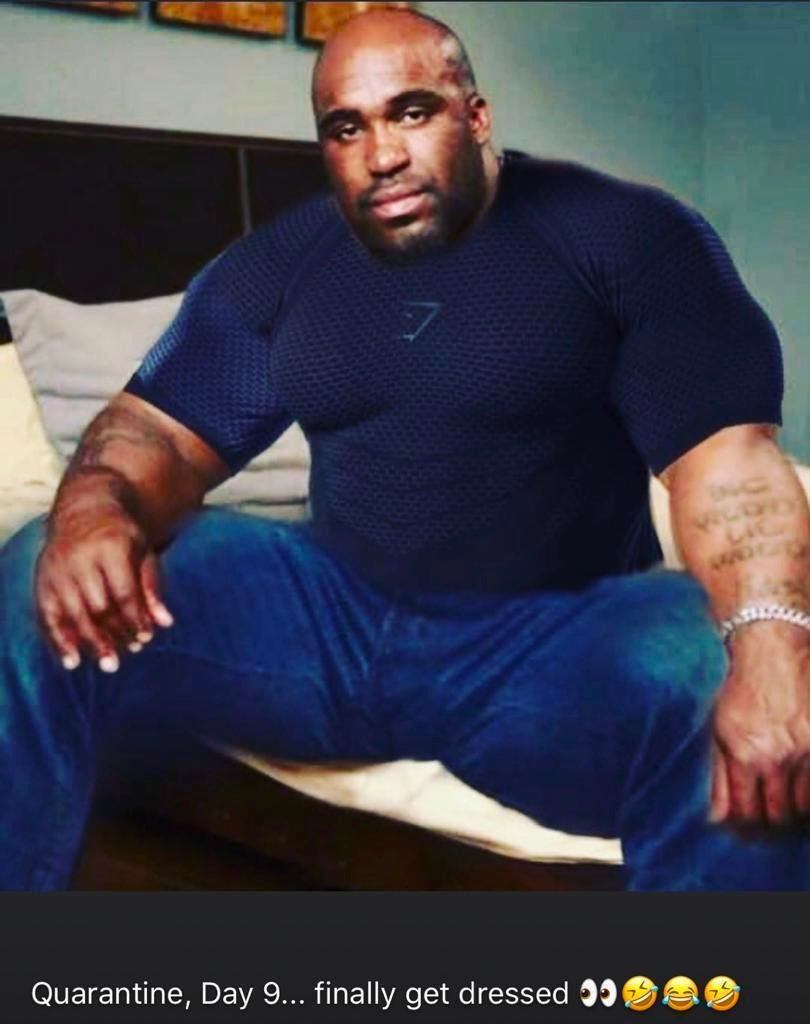 Quarantine, Day 9... finally get dressed 👀🤣😂🤣